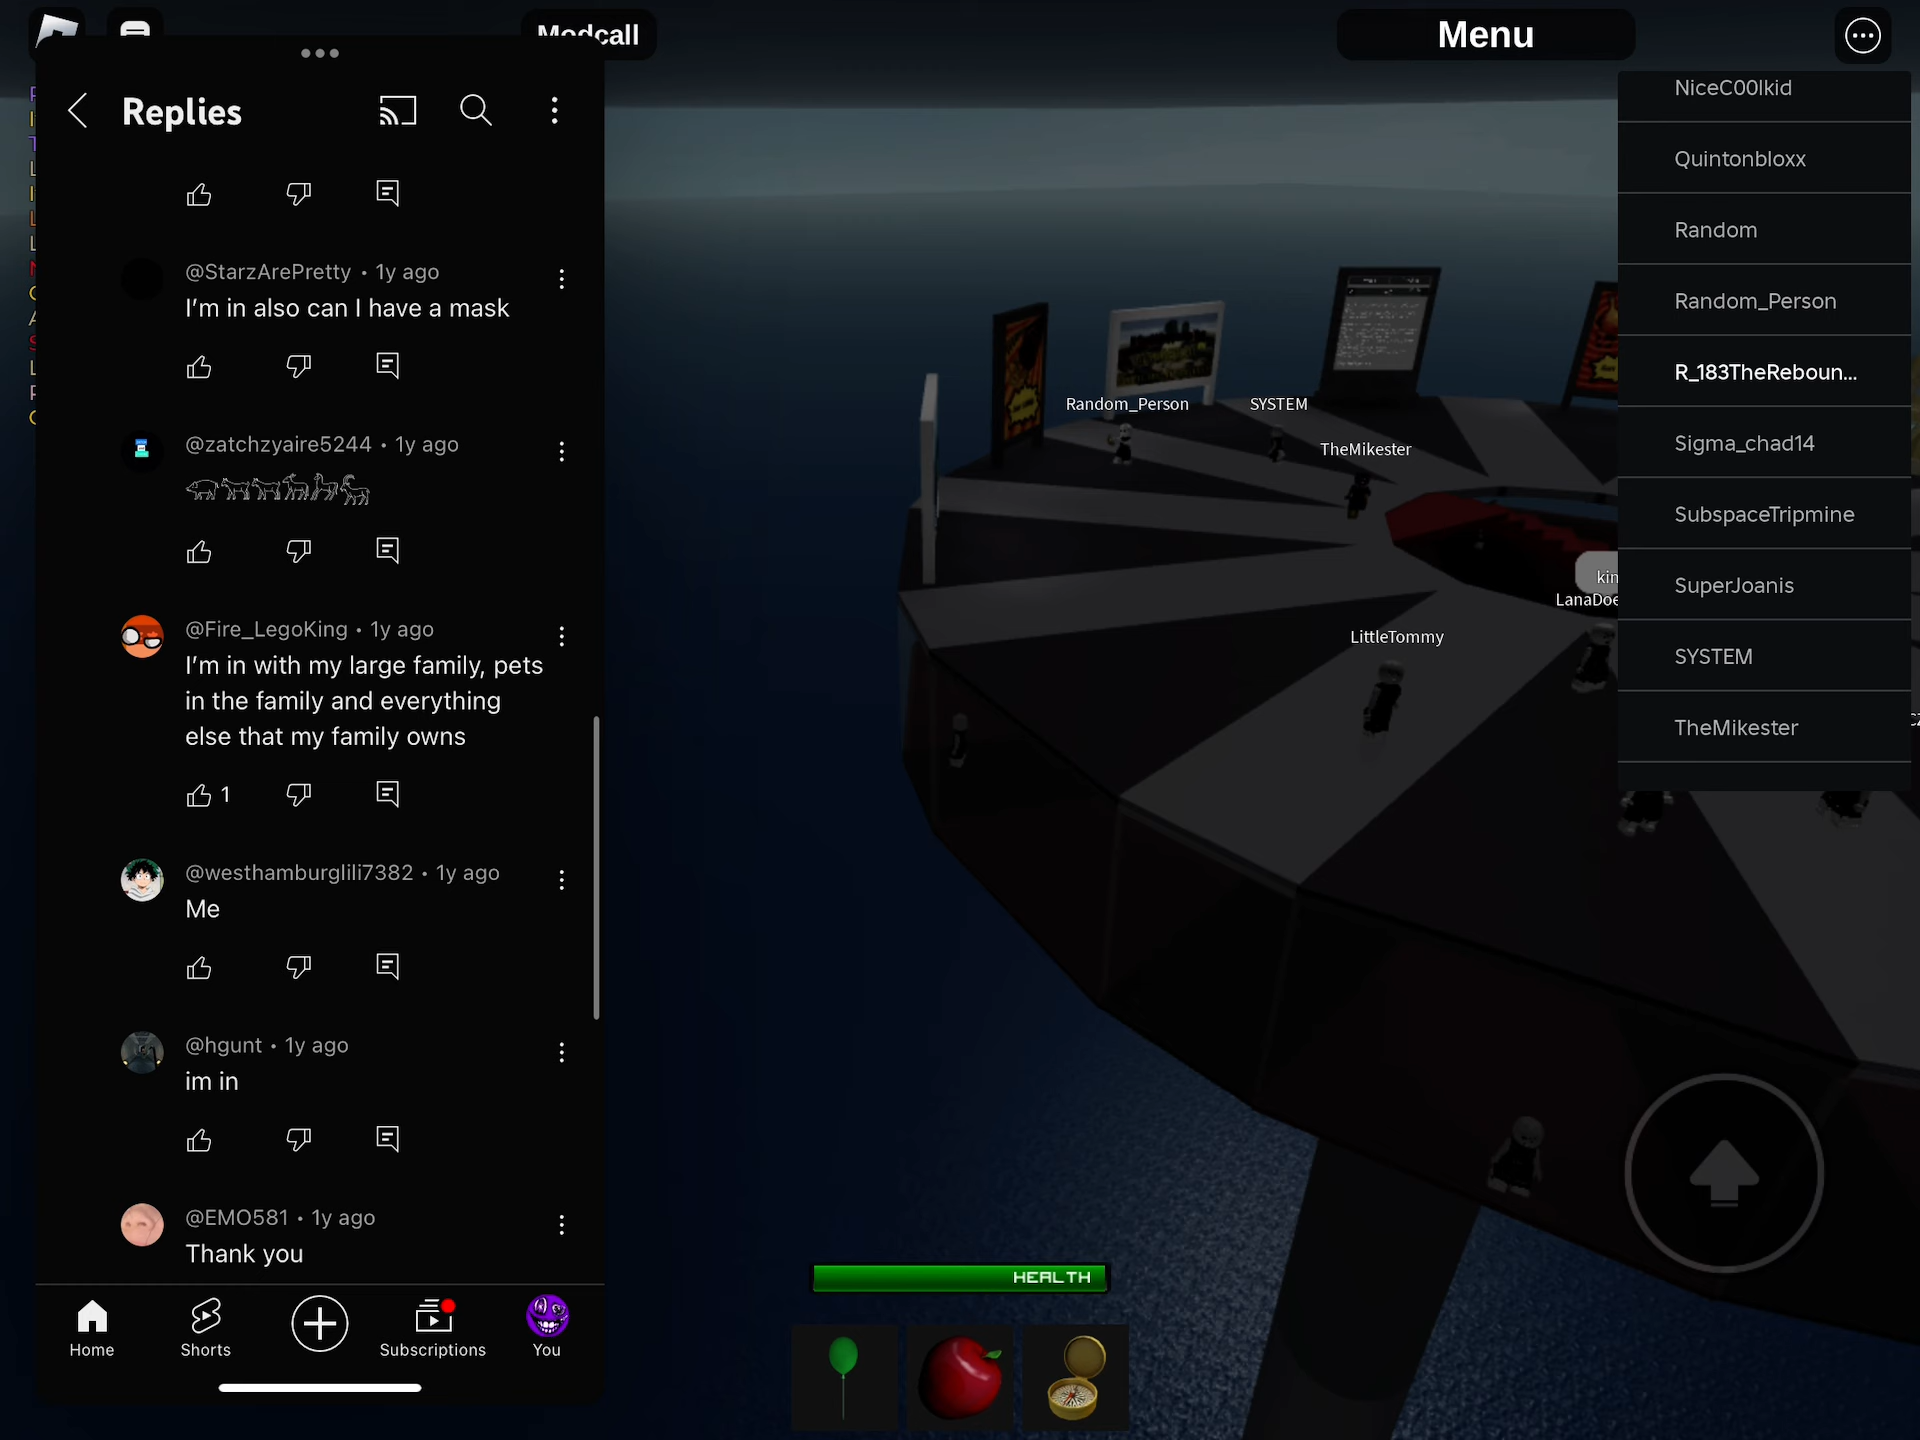 Modcall
Menu
Replies
@StarzArePretty • 1y ago
I'm in also can I have a mask
@zatchzyaire5244 • 1y ago
@Fire_LegoKing • 1y ago
I'm in with my large family, pets
in the family and everything
else that my family owns
1
@westhamburglili7382 • 1y ago
Me
@hgunt • 1y ago
im in
@EMO581 • 1y ago
Thank you
Home
Shorts
Subscriptions
You
Random_Person
SYSTEM
TheMikester
kin
LanaDoe
LittleTommy
HEALTH
NiceC00lkid
Quintonbloxx
Random
Random_Person
R_183TheReboun...
Sigma_chad14
SubspaceTripmine
SuperJoanis
SYSTEM
TheMikester